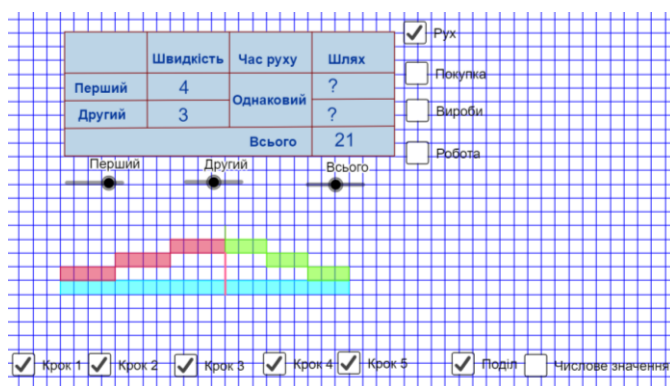 Швидкість Час руху Шлях
Перший 4 Однаковий ?
Другий 3 ?
Всього 21
Рух
Покупка
Вироби
Робота
Перший Другий Всього
Крок 1 Крок 2 Крок 3 Крок 4 Крок 5 Поділ Числове значення